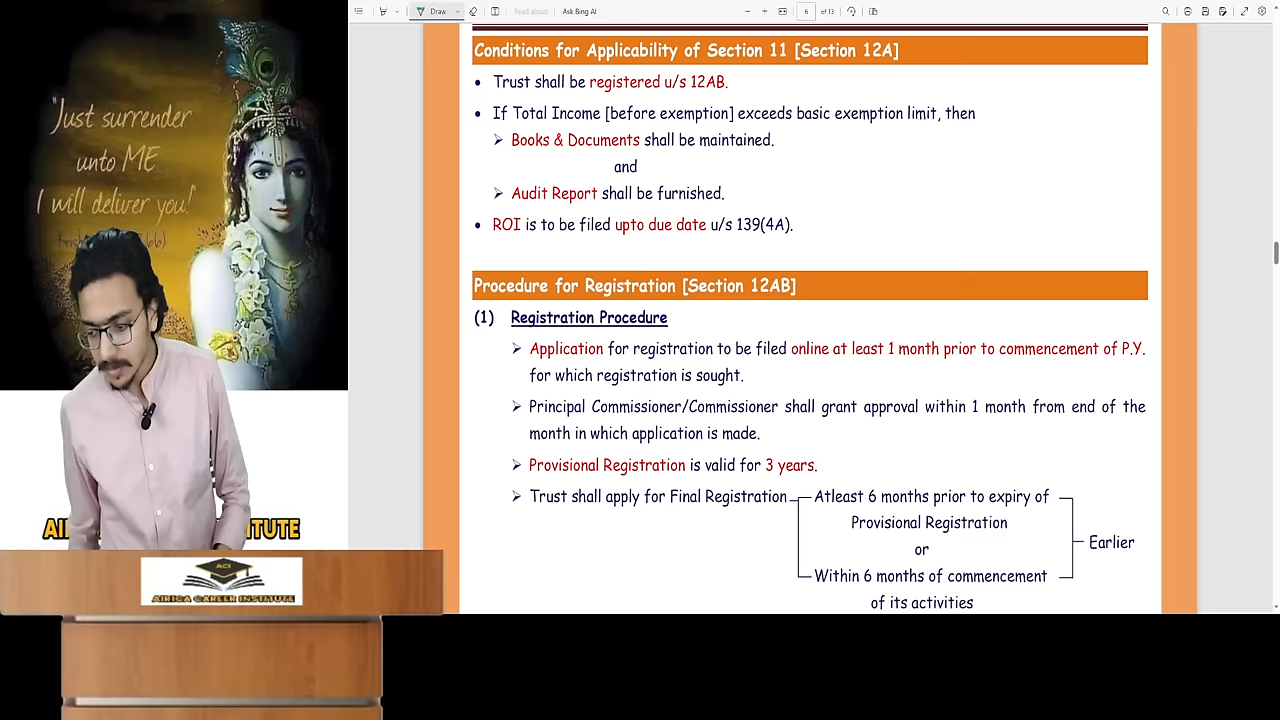 Draw
Read aloud
Ask Bing AI
6
of 13
"Just surrender
unto ME
I will deliver you!"
Conditions for Applicability of Section 11 [Section 12A]
• Trust shall be registered u/s 12AB.
• If Total Income [before exemption] exceeds basic exemption limit, then
➢ Books & Documents shall be maintained.
and
➢ Audit Report shall be furnished.
• ROI is to be filed upto due date u/s 139(4A).
Procedure for Registration [Section 12AB]
(1) Registration Procedure
➢ Application for registration to be filed online at least 1 month prior to commencement of P.Y.
for which registration is sought.
➢ Principal Commissioner/Commissioner shall grant approval within 1 month from end of the
month in which application is made.
➢ Provisional Registration is valid for 3 years.
➢ Trust shall apply for Final Registration Atleast 6 months prior to expiry of
Provisional Registration
or
Earlier
Within 6 months of commencement
of its activities
ACI
AIRICA CAREER INSTITUTE